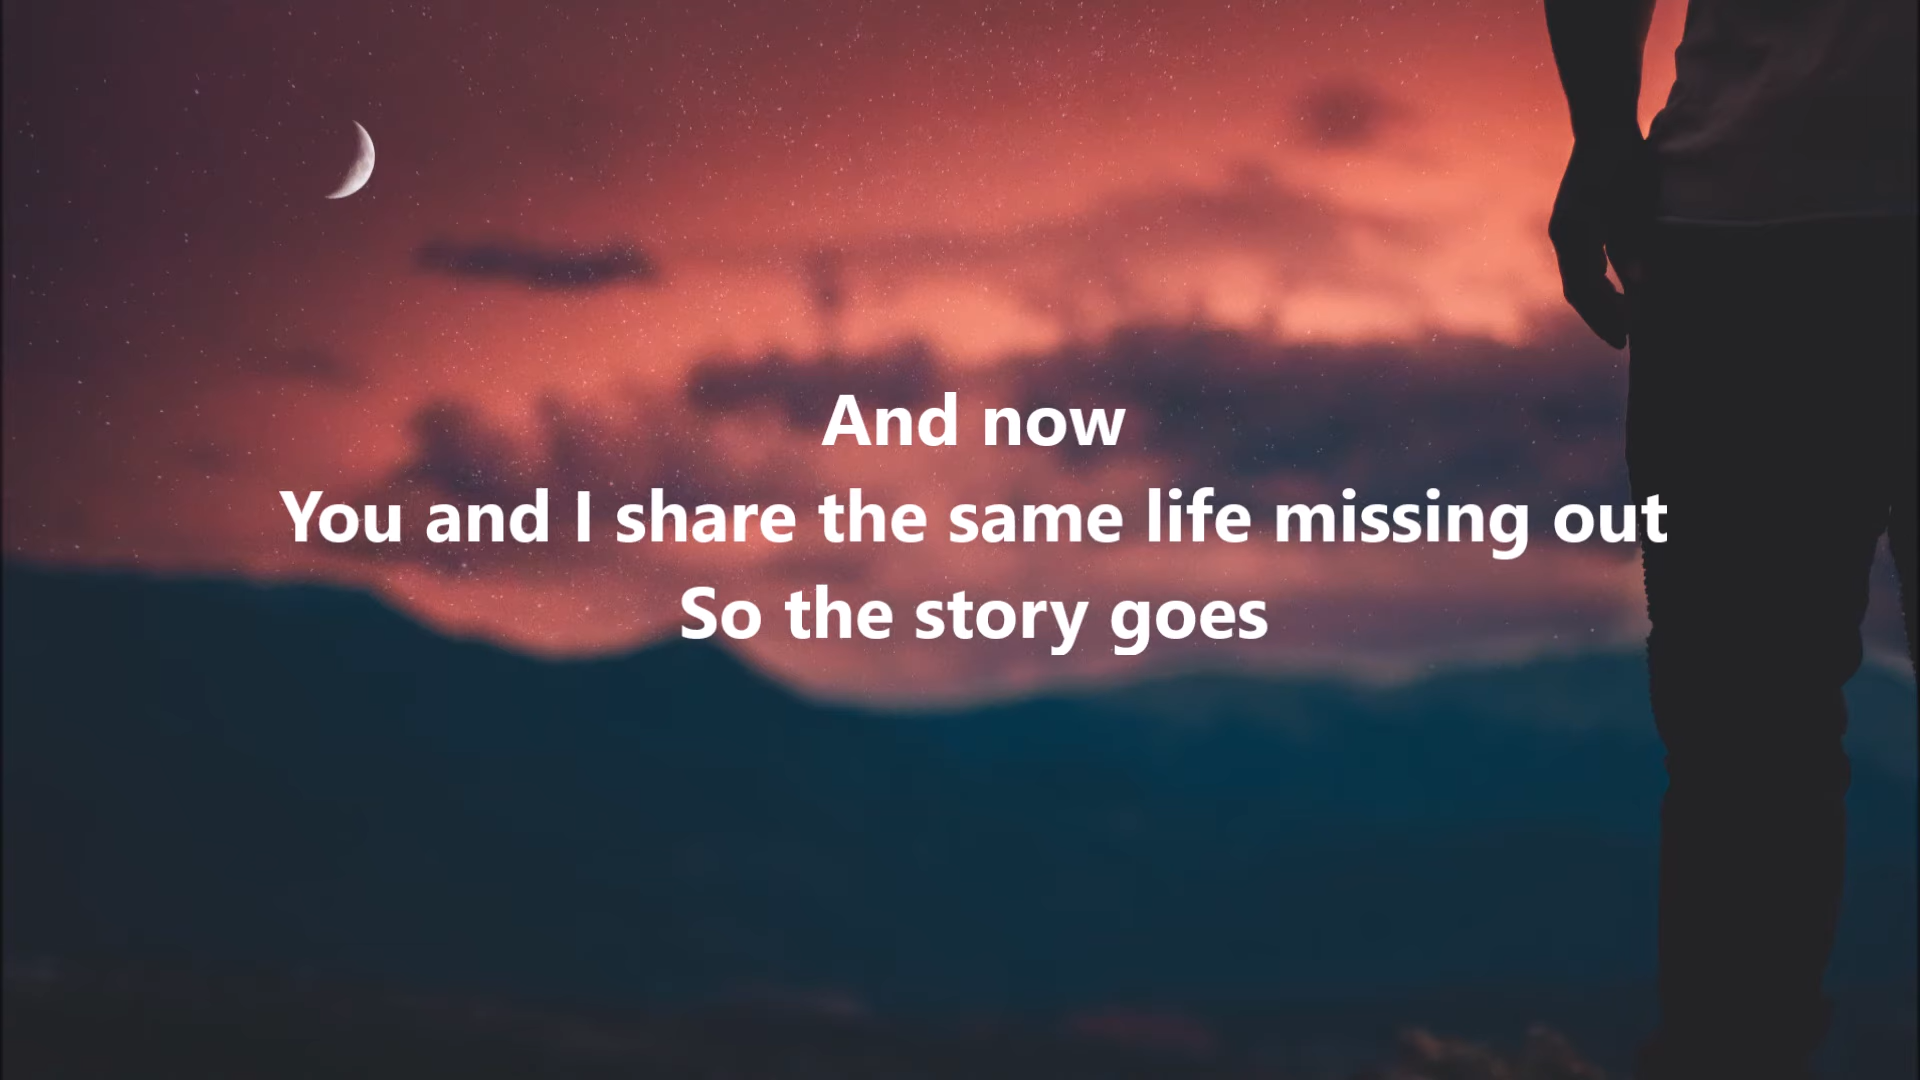 And now
You and I share the same life missing out
So the story goes